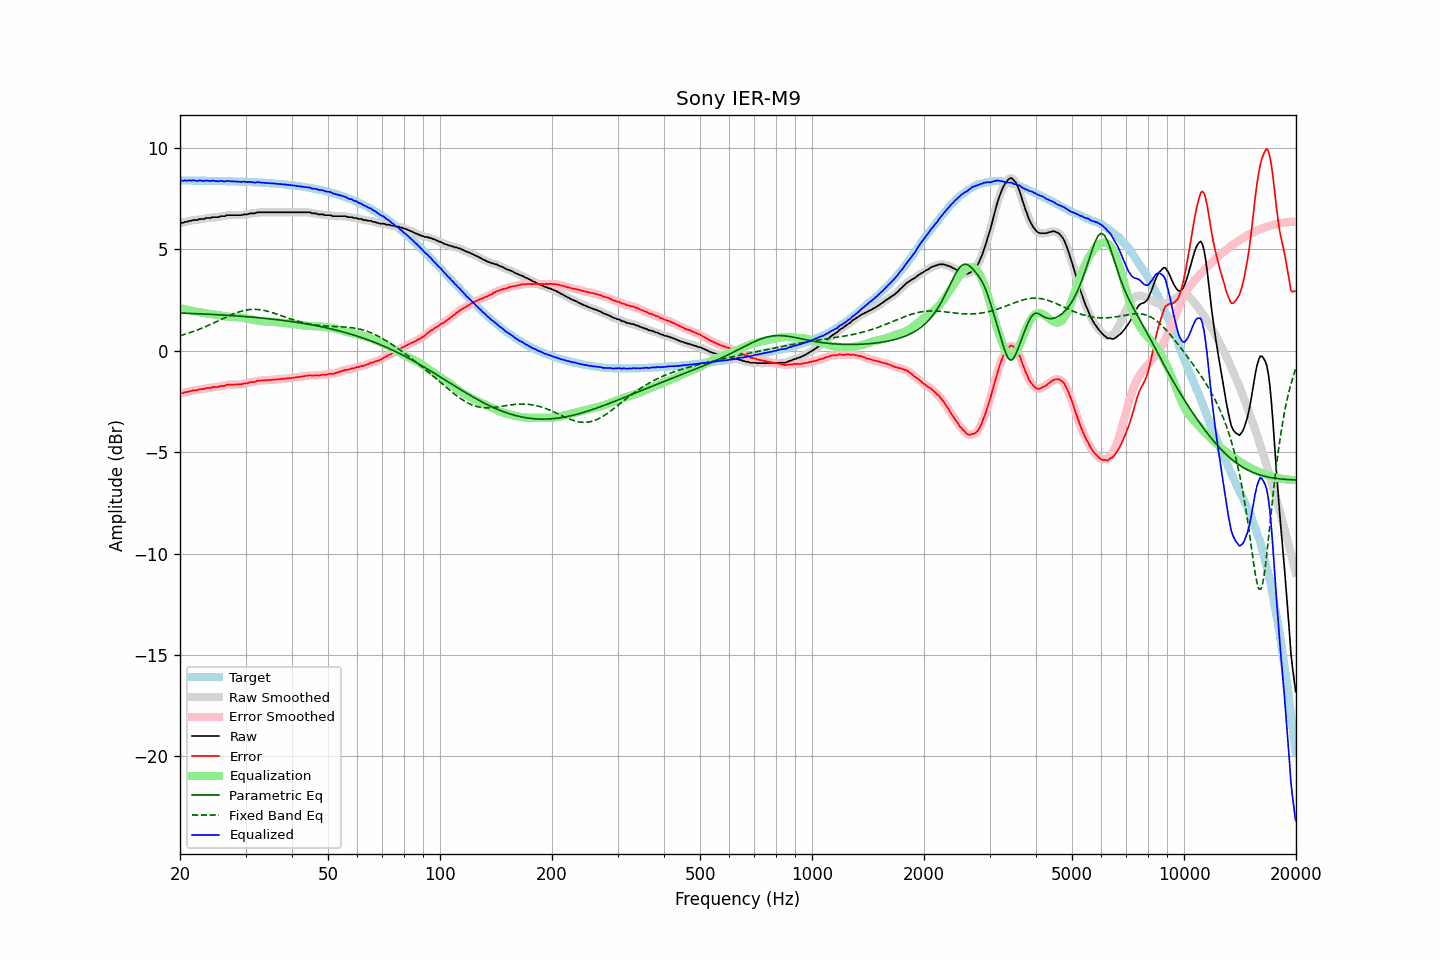 Sony IER-M9
10
5
0
−5
−10
−15
−20
Amplitude (dBr)
Target
Raw Smoothed
Error Smoothed
Raw
Error
Equalization
Parametric Eq
Fixed Band Eq
Equalized
20 50 100 200 500 1000 2000 5000 10000 20000
Frequency (Hz)